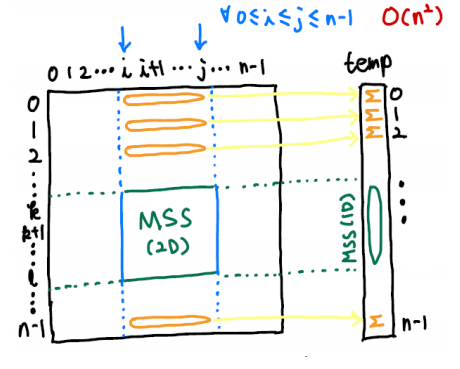 ∀ 0≤i≤j≤n-1 O(n²)
0 1 2 ... i i+1 ... j ... n-1
temp
0
1
2
k
k+1
l
n-1
MSS
(2D)
Σ 0
Σ 1
Σ 2
MSS (1D)
Σ n-1